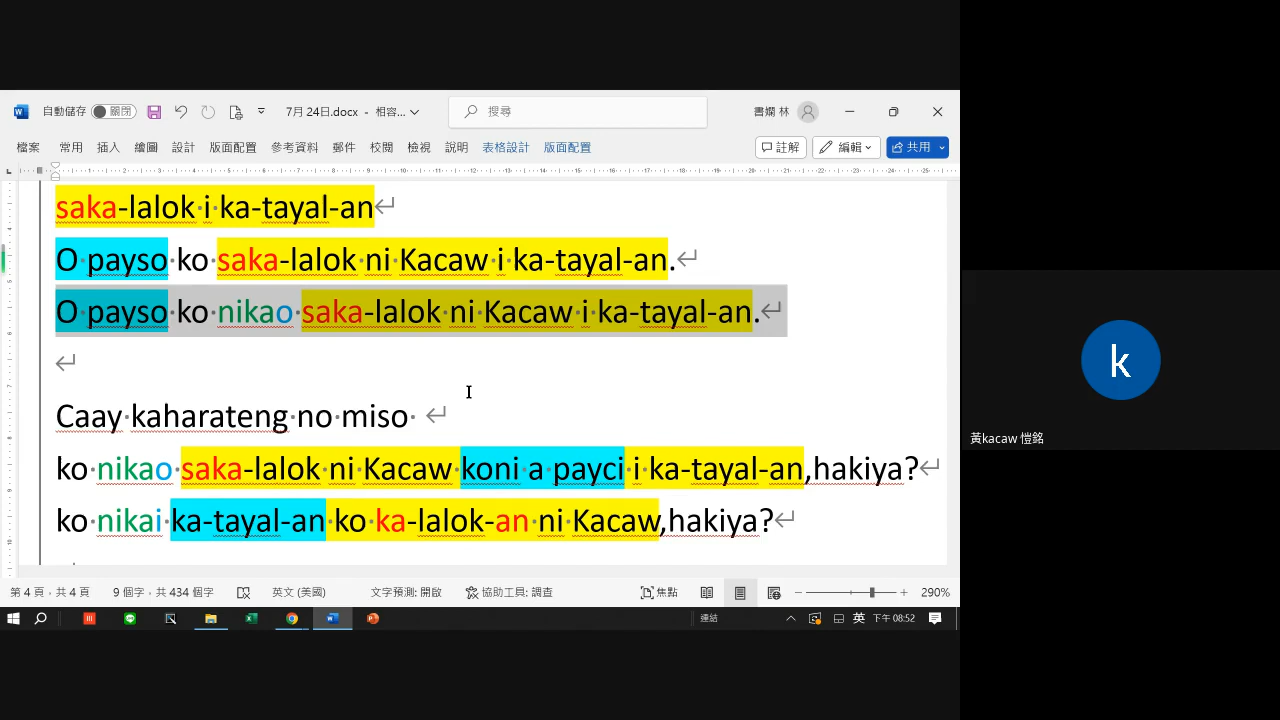 自動儲存 關閉 7月 24日.docx - 相容... 搜尋 書嫻 林
檔案 常用 插入 繪圖 設計 版面配置 參考資料 郵件 校閱 檢視 說明 表格設計 版面配置 註解 編輯 共用
saka-lalok i ka-tayal-an
O payso ko saka-lalok ni Kacaw i ka-tayal-an.
O payso ko nikao saka-lalok ni Kacaw i ka-tayal-an.
Caay kaharateng no miso
ko nikao saka-lalok ni Kacaw koni a payci i ka-tayal-an,hakiya?
ko nikai ka-tayal-an ko ka-lalok-an ni Kacaw,hakiya?
第 4 頁，共 4 頁 9 個字，共 434 個字 英文 (美國) 文字預測: 開啟 協助工具: 調查 焦點 290%
連結 英 下午 08:52
k
黃kacaw 愷銘